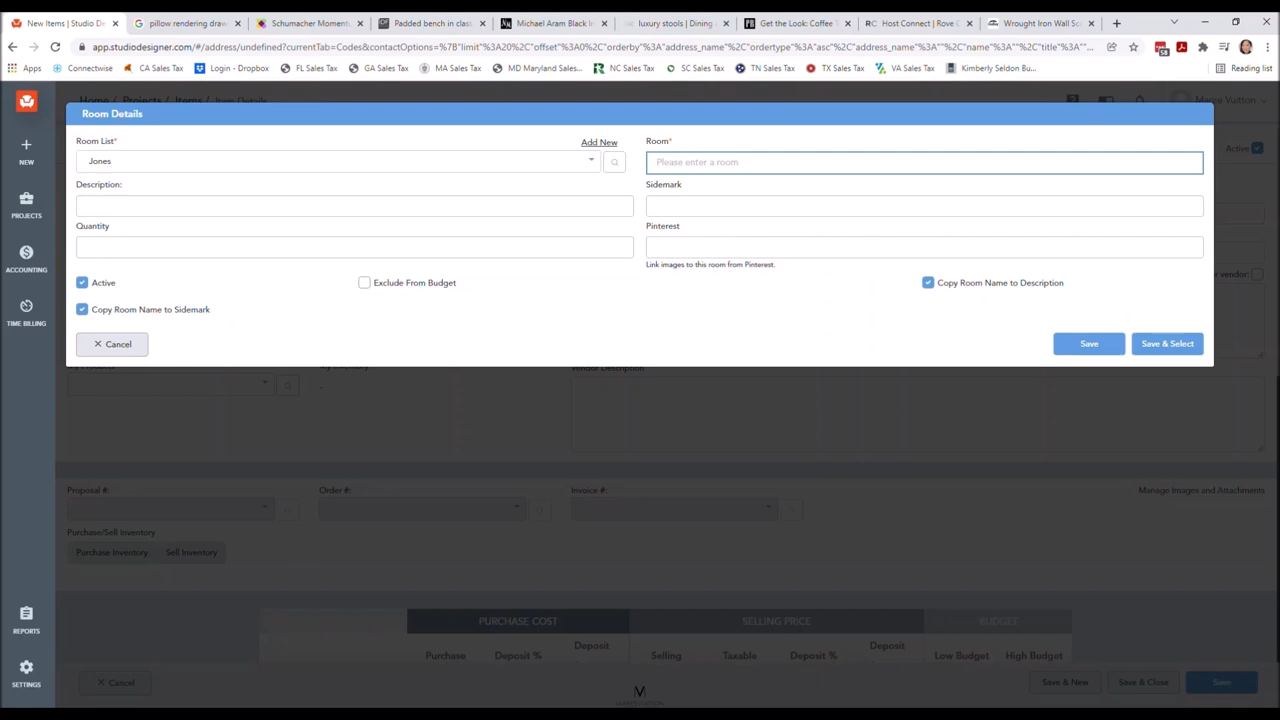 New Items | Studio De
pillow rendering draw
Schumacher Moment
Padded bench in clas
Michael Aram Black I
luxury stools | Dining
Get the Look: Coffee T
Host Connect | Rove C
Wrought Iron Wall Sc
app.studiodesigner.com/#/address/undefined?currentTab=Codes&contactOptions=%7B"limit"%3A20%2C"offset"%3A0%2C"orderby"%3A"address_name"%2C"ordertype"%3A"asc"%2C"address_name"%3A""%2C"name"%3A""%2C"title"%3A"...
Apps
Connectwise
CA Sales Tax
Login - Dropbox
FL Sales Tax
GA Sales Tax
MA Sales Tax
MD Maryland Sales...
NC Sales Tax
SC Sales Tax
TN Sales Tax
TX Sales Tax
VA Sales Tax
Kimberly Seldon Bu...
Reading list
Home \ Projects \ Items \ Item Details
Vuitton
Room Details
Room List*
Add New
Room*
Jones
Please enter a room
Active
Description:
Sidemark
Quantity
Pinterest
Link images to this room from Pinterest.
r vendor:
Active
Exclude From Budget
Copy Room Name to Description
Copy Room Name to Sidemark
Cancel
Save
Save & Select
My Products
Vendor Description
Proposal #:
Order #:
Invoice #:
Manage Images and Attachments
Purchase/Sell Inventory
Purchase Inventory
Sell Inventory
PURCHASE COST
SELLING PRICE
BUDGET
Purchase
Deposit %
Deposit
Selling
Taxable
Deposit %
Deposit
Low Budget
High Budget
Cancel
Save & New
Save & Close
Save
NEW
PROJECTS
ACCOUNTING
TIME BILLING
REPORTS
SETTINGS